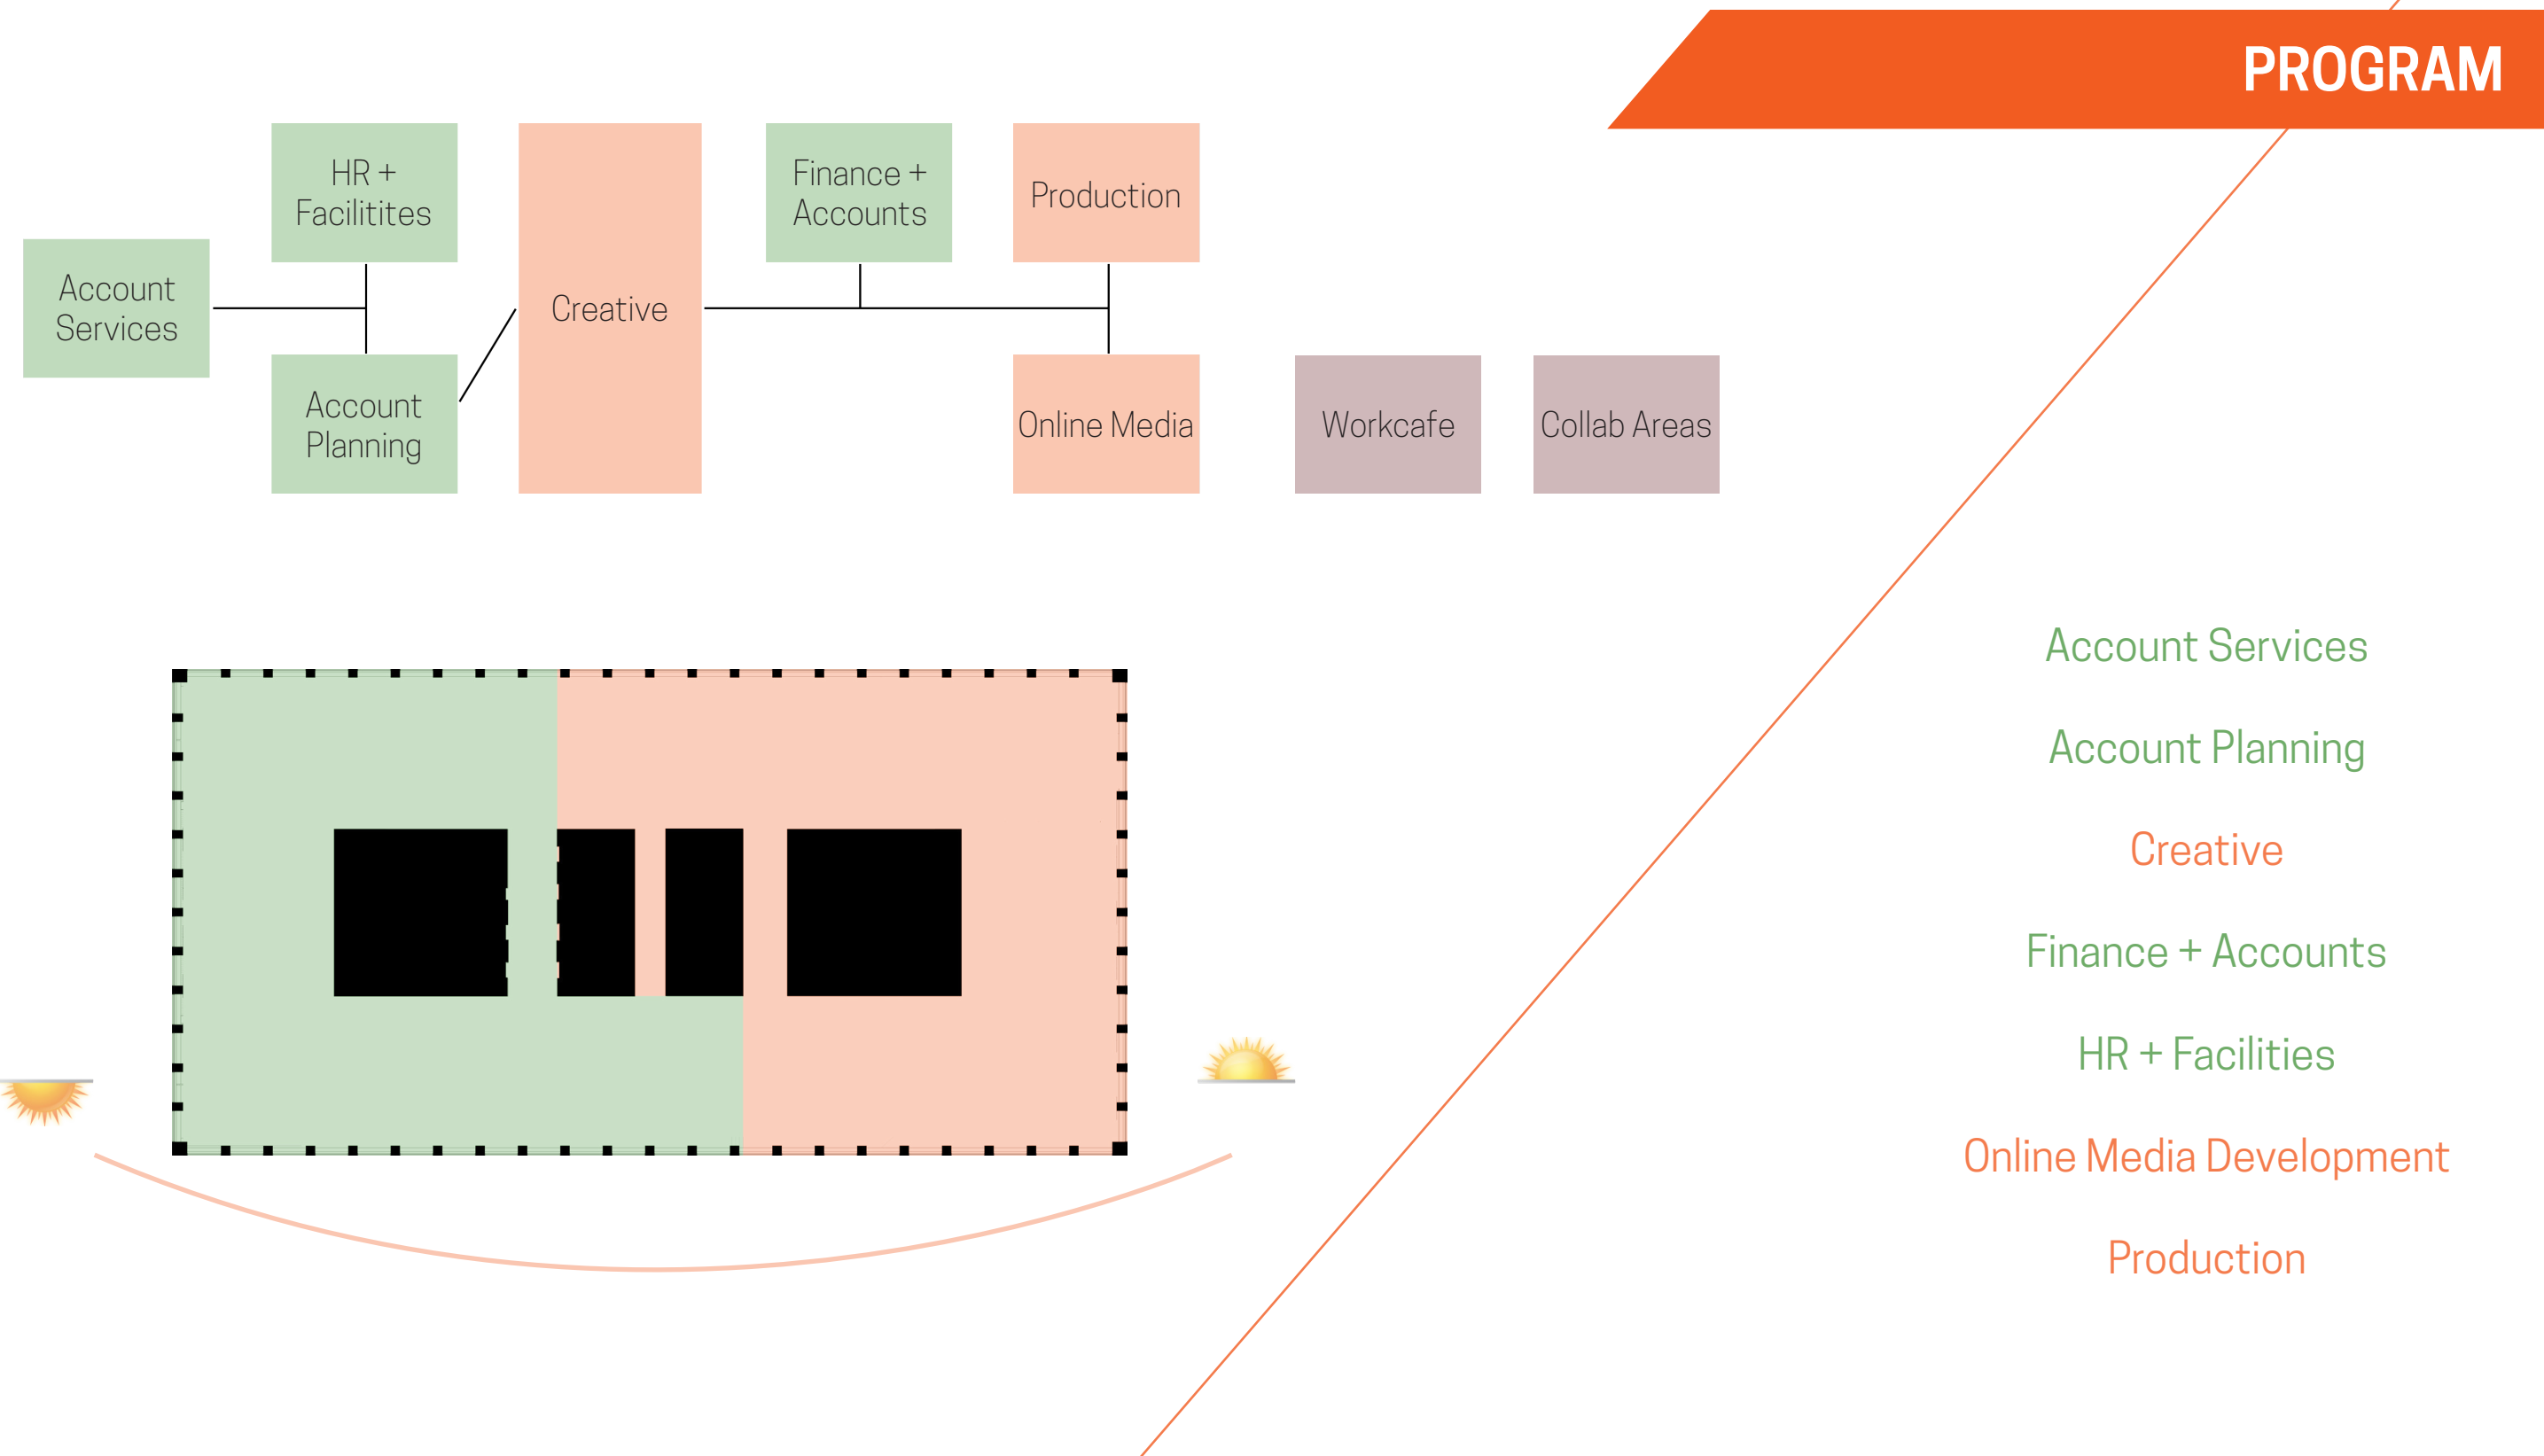 PROGRAM
HR +
Facilitites
Finance +
Accounts
Production
Account
Services
Creative
Account
Planning
Online Media
Workcafe
Collab Areas
Account Services
Account Planning
Creative
Finance + Accounts
HR + Facilities
Online Media Development
Production